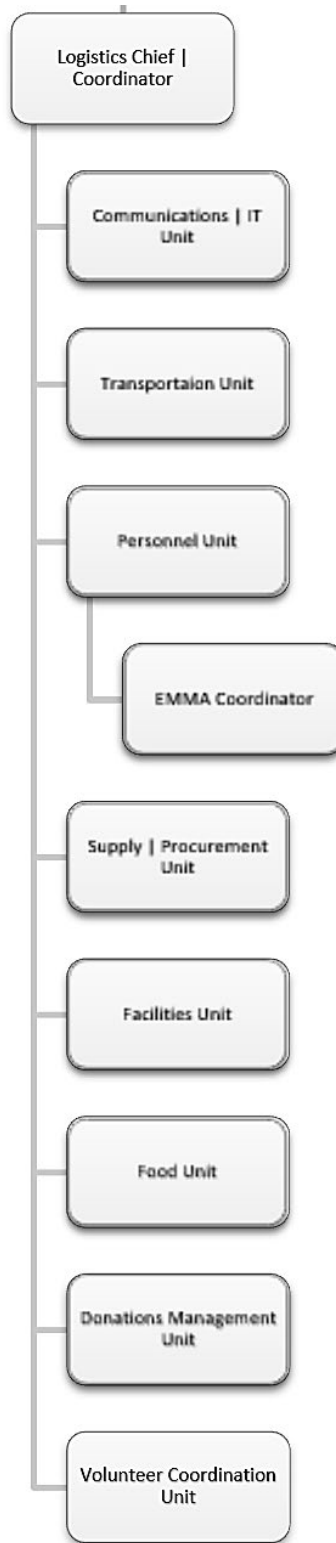 Logistics Chief |
Coordinator
Communications | IT
Unit
Transportaion Unit
Personnel Unit
EMMA Coordinator
Supply | Procurement
Unit
Facilities Unit
Food Unit
Donations Management
Unit
Volunteer Coordination
Unit